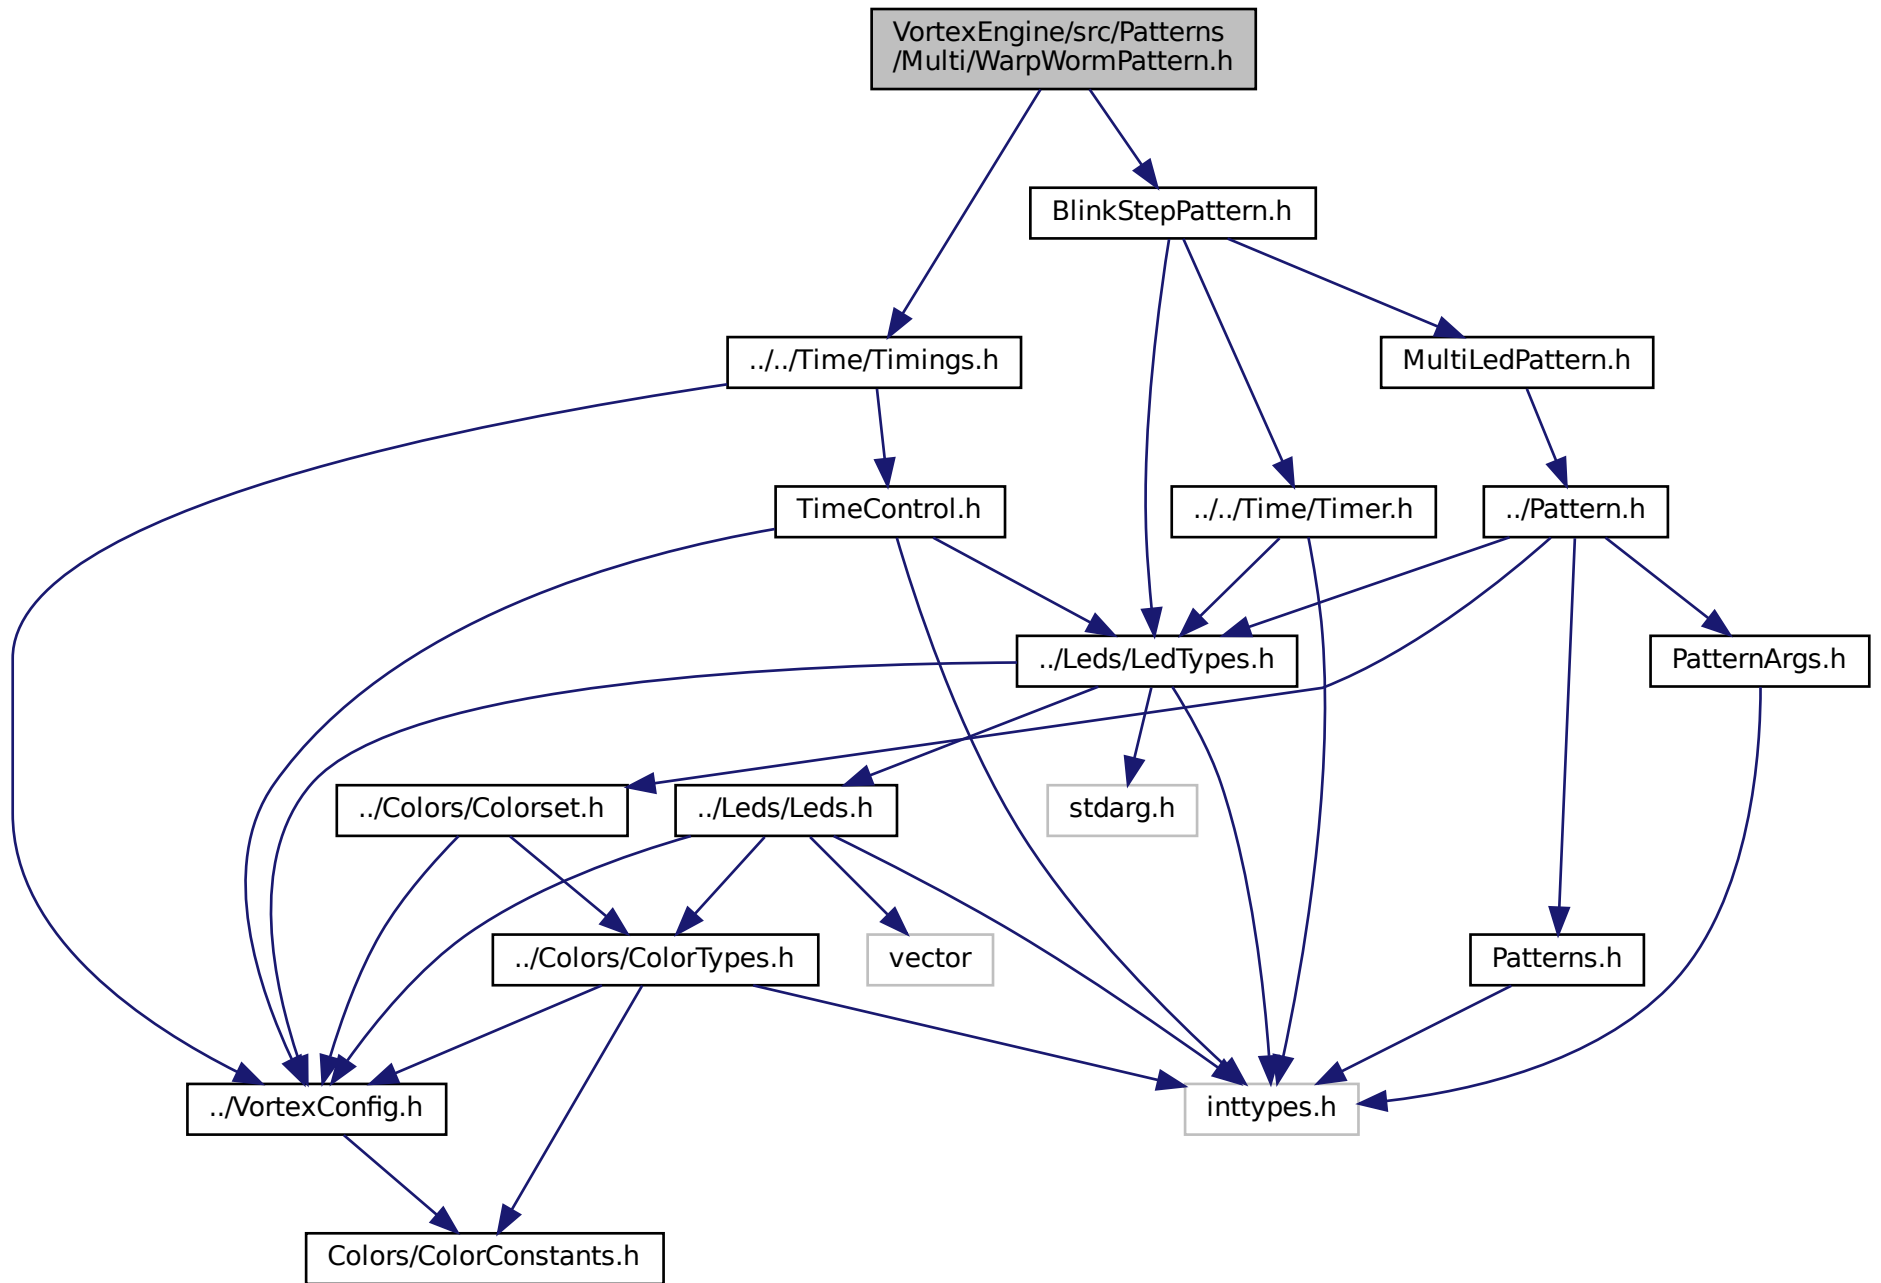 VortexEngine/src/Patterns
/Multi/WarpWormPattern.h
BlinkStepPattern.h
../../Time/Timings.h
MultiLedPattern.h
TimeControl.h
../../Time/Timer.h
../Pattern.h
../Leds/LedTypes.h
PatternArgs.h
../Colors/Colorset.h
../Leds/Leds.h
stdarg.h
../Colors/ColorTypes.h
vector
Patterns.h
../VortexConfig.h
inttypes.h
Colors/ColorConstants.h